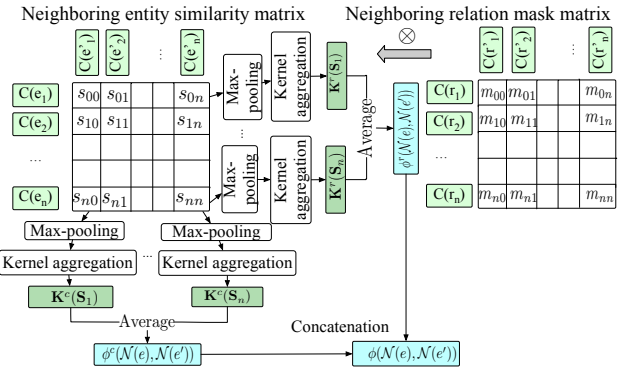 Neighboring entity similarity matrix
Neighboring relation mask matrix
C(e'₁) C(e'₂) ... C(e'ₙ)
C(r'₁) C(r'₂) ... C(r'ₙ)
⊗
C(e₁) s₀₀ s₀₁ s₀ₙ
C(e₂) s₁₀ s₁₁ s₁ₙ
...
C(eₙ) sₙ₀ sₙ₁ sₙₙ
Max-pooling
Kernel aggregation
Kʳ(S₁)
...
Max-pooling
Kernel aggregation
Kʳ(Sₙ)
Average
ϕʳ(N(e),N(e'))
C(r₁) m₀₀ m₀₁ m₀ₙ
C(r₂) m₁₀ m₁₁ m₁ₙ
...
C(rₙ) mₙ₀ mₙ₁ mₙₙ
Max-pooling Max-pooling
Kernel aggregation ... Kernel aggregation
Kᶜ(S₁) Kᶜ(Sₙ)
Average
Concatenation
ϕᶜ(N(e),N(e'))
ϕ(N(e),N(e'))